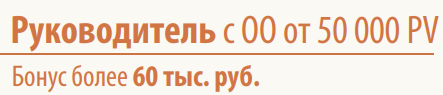 Руководитель с ОО от 50 000 PV
Бонус более 60 тыс. руб.